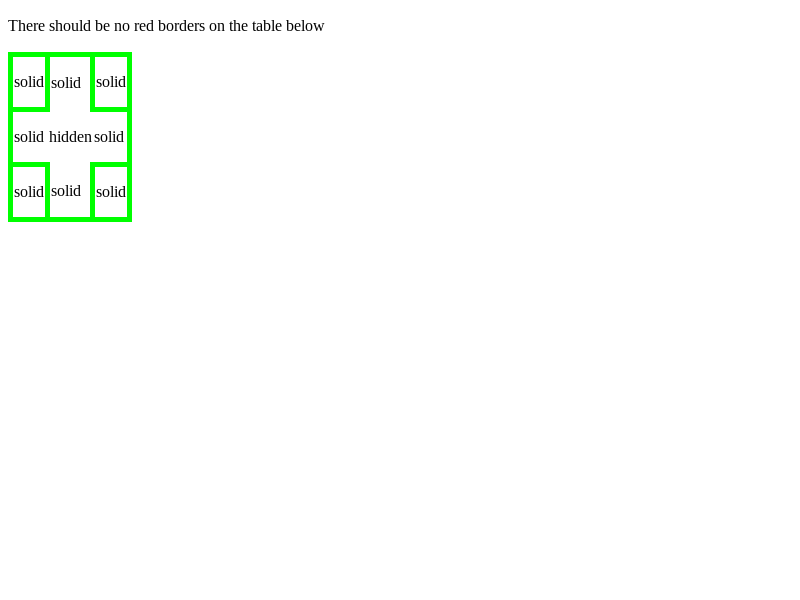 There should be no red borders on the table below
solid solid solid
solid hidden solid
solid solid solid